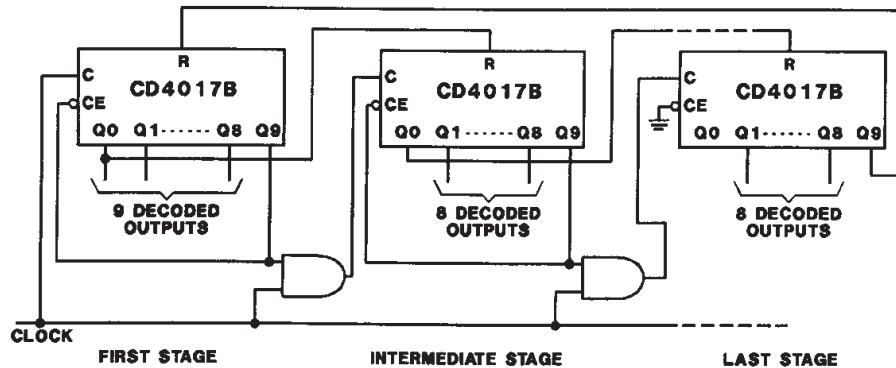 R
C
CD4017B
CE
Q0 Q1 ------ Q8 Q9
9 DECODED
OUTPUTS
R
C
CD4017B
CE
Q0 Q1 ------ Q8 Q9
8 DECODED
OUTPUTS
R
C
CD4017B
CE
Q0 Q1 ------ Q8 Q9
8 DECODED
OUTPUTS
CLOCK
FIRST STAGE
INTERMEDIATE STAGE
LAST STAGE